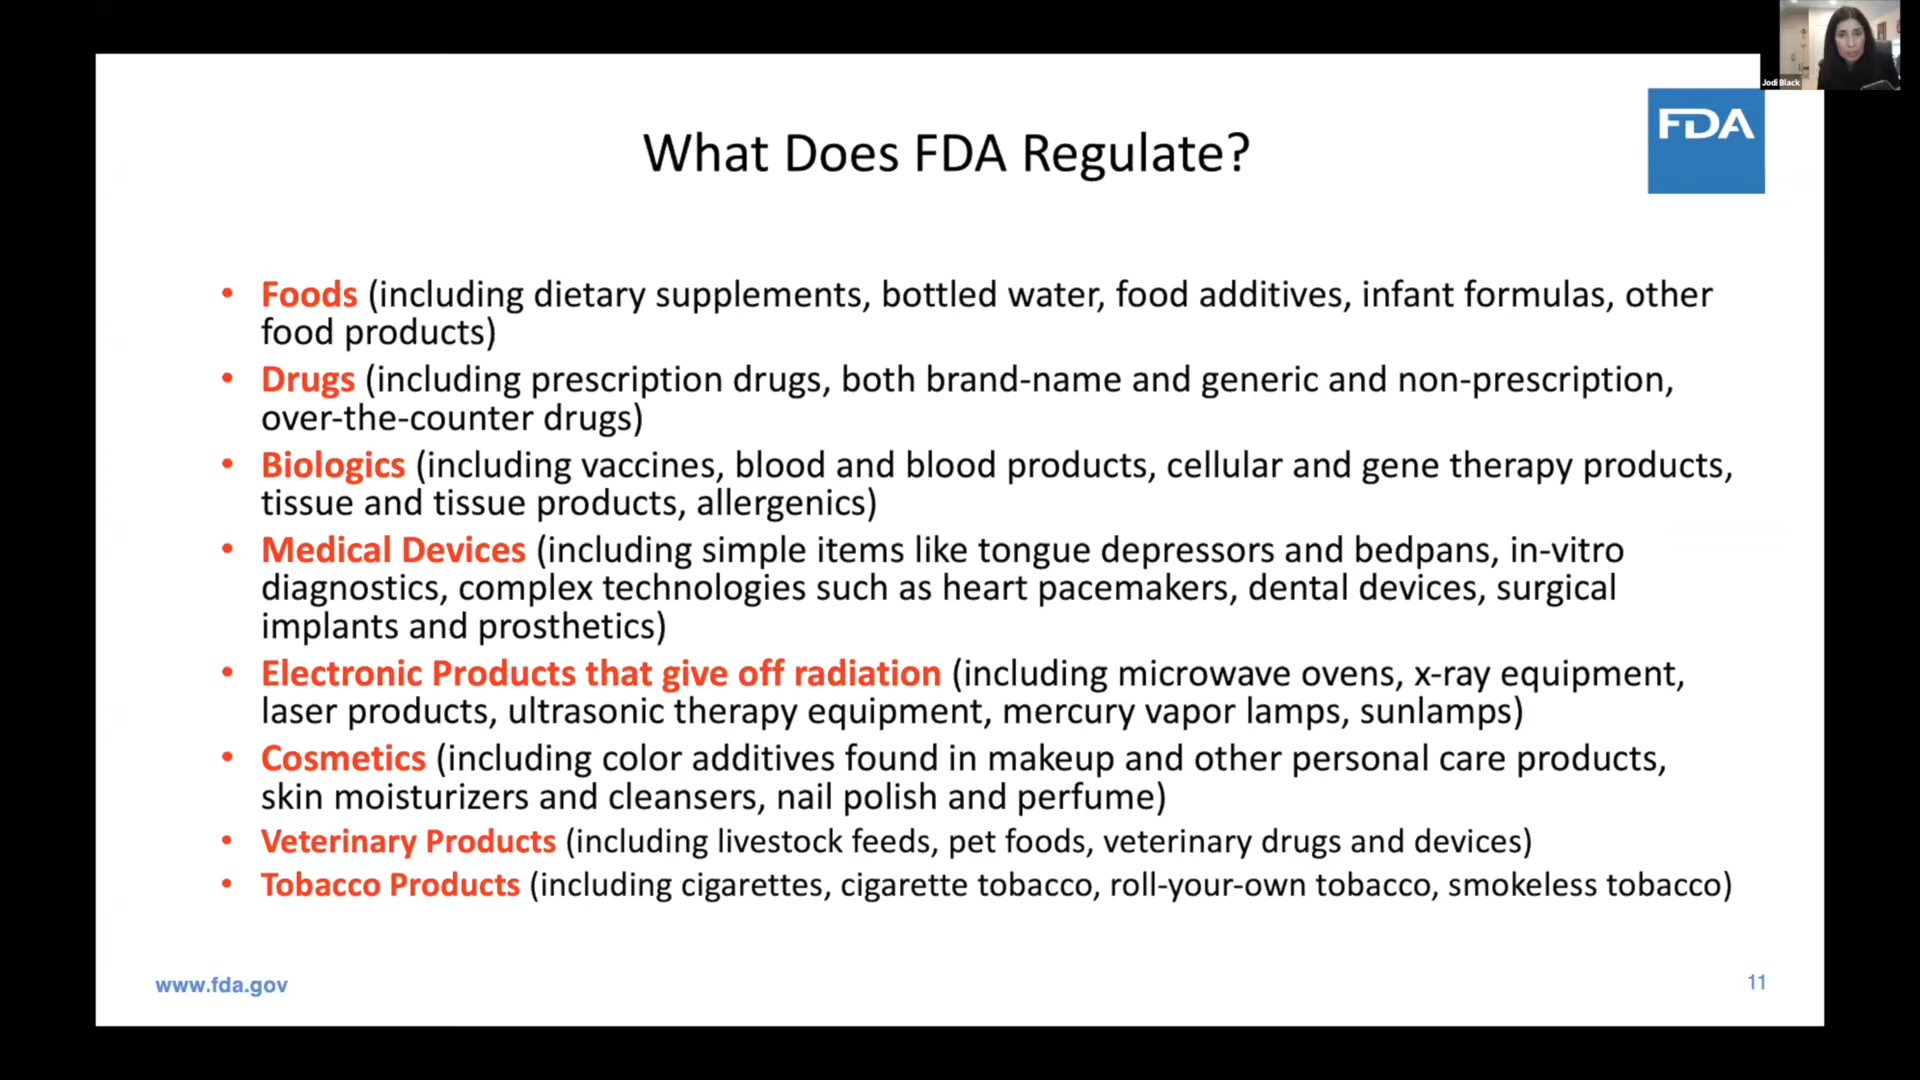 Jodi Black
FDA
What Does FDA Regulate?
• Foods (including dietary supplements, bottled water, food additives, infant formulas, other
food products)
• Drugs (including prescription drugs, both brand-name and generic and non-prescription,
over-the-counter drugs)
• Biologics (including vaccines, blood and blood products, cellular and gene therapy products,
tissue and tissue products, allergenics)
• Medical Devices (including simple items like tongue depressors and bedpans, in-vitro
diagnostics, complex technologies such as heart pacemakers, dental devices, surgical
implants and prosthetics)
• Electronic Products that give off radiation (including microwave ovens, x-ray equipment,
laser products, ultrasonic therapy equipment, mercury vapor lamps, sunlamps)
• Cosmetics (including color additives found in makeup and other personal care products,
skin moisturizers and cleansers, nail polish and perfume)
• Veterinary Products (including livestock feeds, pet foods, veterinary drugs and devices)
• Tobacco Products (including cigarettes, cigarette tobacco, roll-your-own tobacco, smokeless tobacco)
www.fda.gov
11